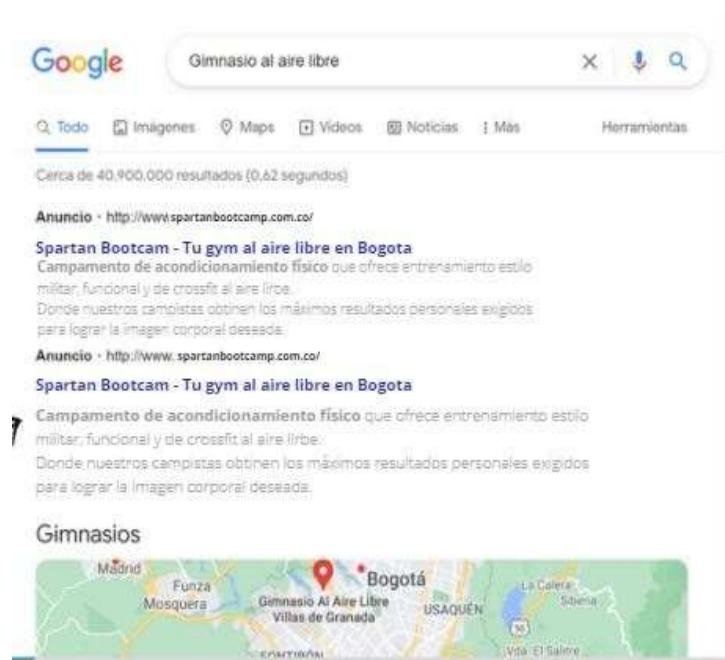 Google
Gimnasio al aire libre
Todo Imágenes Maps Videos Noticias Más Herramientas
Cerca de 40,900,000 resultados (0,62 segundos)
Anuncio · http://www.spartanbootcamp.com.co/
Spartan Bootcam - Tu gym al aire libre en Bogota
Campamento de acondicionamiento físico que ofrece entrenamiento estilo
militar, funcional y de crossfit al aire lirbe.
Donde nuestros campistas obtinen los máximos resultados personales exigidos
para lograr la imagen corporal deseada.
Anuncio · http://www. spartanbootcamp.com.co/
Spartan Bootcam - Tu gym al aire libre en Bogota
Campamento de acondicionamiento físico que ofrece entrenamiento estilo
militar, funcional y de crossfit al aire lirbe.
Donde nuestros campistas obtinen los máximos resultados personales exigidos
para lograr la imagen corporal deseada.
Gimnasios
Madrid
Funza
Mosquera
Gimnasio Al Aire Libre
Villas de Granada
Bogotá
USAQUÉN
La Calera
50
Vda. El Salitre
FONTIBÓN